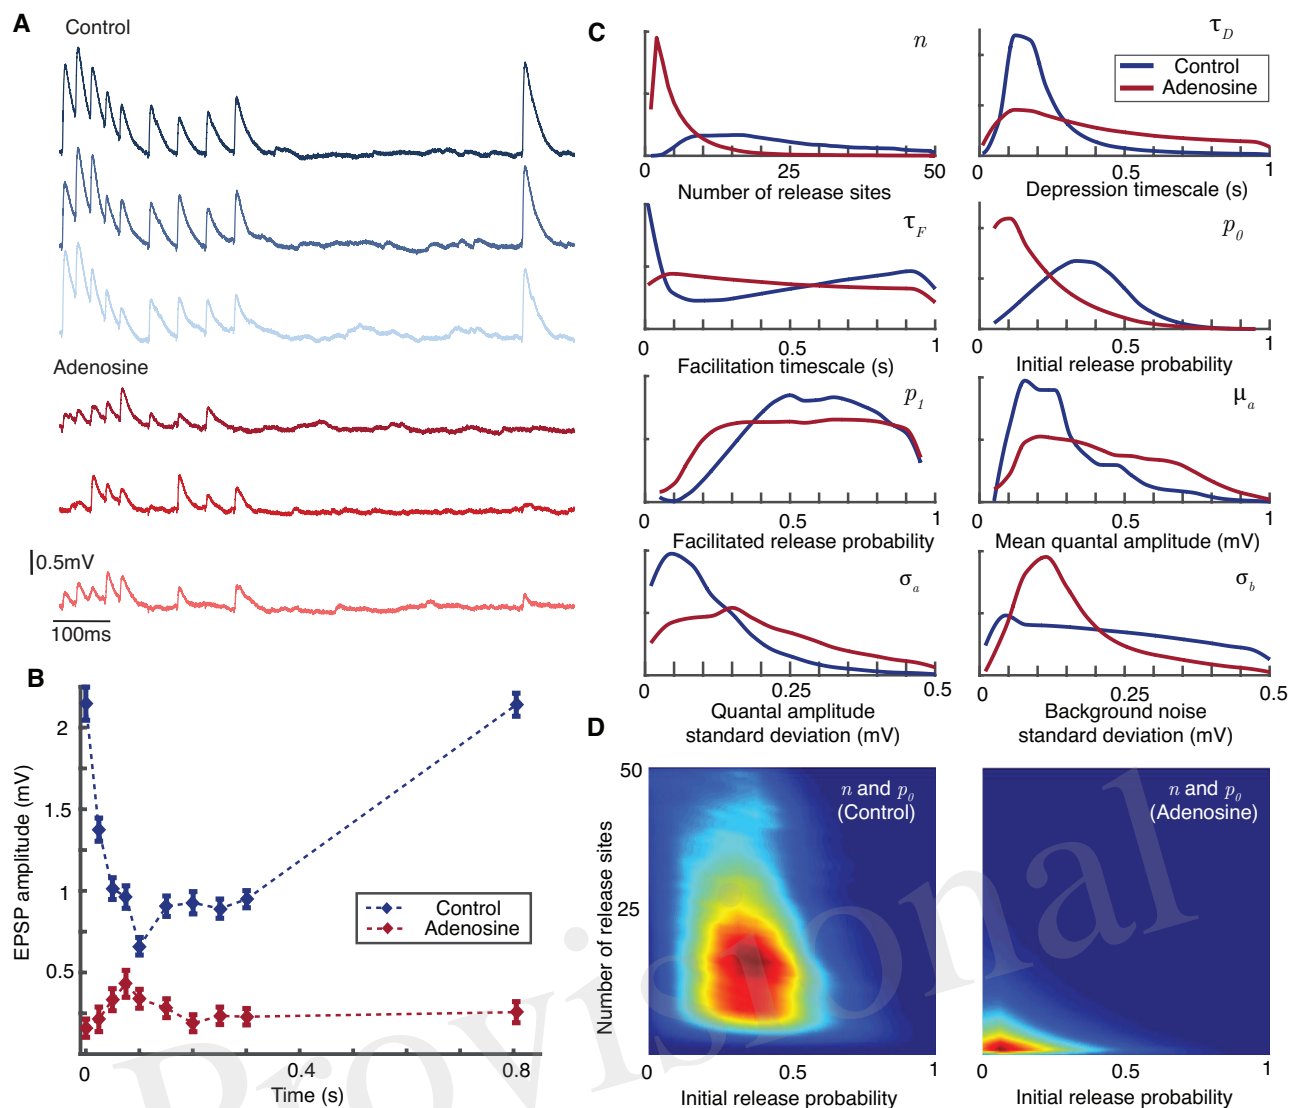 A
Control
Adenosine
0.5mV
100ms
B
EPSP amplitude (mV)
2
1.5
1
0.5
Control
Adenosine
0
0.4
0.8
Time (s)
C
n
0
25
50
Number of release sites
τD
Control
Adenosine
0
0.5
1
Depression timescale (s)
τF
0
0.5
1
Facilitation timescale (s)
p0
0
0.5
1
Initial release probability
p1
0
0.5
1
Facilitated release probability
μa
0
0.5
1
Mean quantal amplitude (mV)
σa
0
0.25
0.5
Quantal amplitude
standard deviation (mV)
σb
0
0.25
0.5
Background noise
standard deviation (mV)
D
50
25
Number of release sites
n and p0
(Control)
0
0.5
1
Initial release probability
n and p0
(Adenosine)
0
0.5
1
Initial release probability
Provisional